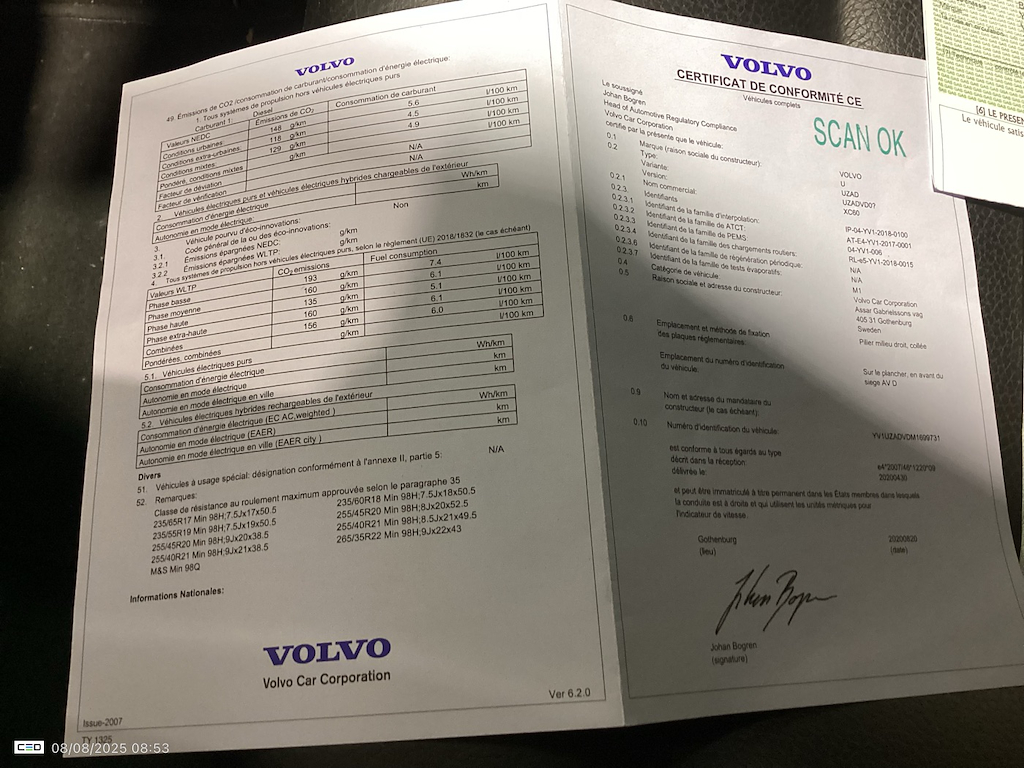 VOLVO
49. Émissions de CO2 /consommation de carburant/consommation d'énergie électrique:
1. Tous systèmes de propulsion hors véhicules électriques purs
Carburant 1: Diesel
Valeurs NEDC Émissions de CO2 Consommation de carburant
Conditions urbaines: 148 g/km 5.6 l/100 km
Conditions extra-urbaines: 118 g/km 4.5 l/100 km
Conditions mixtes: 129 g/km 4.9 l/100 km
Pondéré, conditions mixtes g/km
Facteur de déviation N/A
Facteur de vérification N/A
2. Véhicules électriques purs et véhicules électriques hybrides chargeables de l'extérieur
Consommation d'énergie électrique Wh/km
Autonomie en mode électrique. km
3. Véhicule pourvu d'éco-innovations: Non
3.1. Code général de la ou des éco-innovations:
3.2.1 Émissions épargnées NEDC: g/km
3.2.2 Émissions épargnées WLTP: g/km
4. Tous systèmes de propulsion hors véhicules électriques purs, selon le règlement (UE) 2018/1832 (le cas échéant)
Valeurs WLTP CO2 emissions Fuel consumption
Phase basse 193 g/km 7.4 l/100 km
Phase moyenne 160 g/km 6.1 l/100 km
Phase haute 135 g/km 5.1 l/100 km
Phase extra-haute 160 g/km 6.1 l/100 km
Combinées 156 g/km 6.0 l/100 km
Pondérées, combinées g/km l/100 km
5.1. Véhicules électriques purs
Consommation d'énergie électrique Wh/km
Autonomie en mode électrique km
Autonomie en mode électrique en ville km
5.2 Véhicules électriques hybrides rechargeables de l'extérieur
Consommation d'énergie électrique (EC AC,weighted ) Wh/km
Autonomie en mode électrique (EAER) km
Autonomie en mode électrique en ville (EAER city ) km
Divers
51. Véhicules à usage spécial: désignation conformément à l'annexe II, partie 5: N/A
52. Remarques:
Classe de résistance au roulement maximum approuvée selon le paragraphe 35
235/65R17 Min 98H;7.5Jx17x50.5 235/60R18 Min 98H;7.5Jx18x50.5
235/55R19 Min 98H;7.5Jx19x50.5 255/45R20 Min 98H;8Jx20x52.5
255/45R20 Min 98H;9Jx20x38.5 255/40R21 Min 98H;8.5Jx21x49.5
255/40R21 Min 98H;9Jx21x38.5 265/35R22 Min 98H;9Jx22x43
M&S Min 98Q
Informations Nationales:
VOLVO
Volvo Car Corporation
Issue-2007
Ver 6.2.0
TY 1325
VOLVO
CERTIFICAT DE CONFORMITÉ CE
Véhicules complets
SCAN OK
Le soussigné
Johan Bogren
Head of Automotive Regulatory Compliance
Volvo Car Corporation
certifie par la présente que le véhicule:
0.1 Marque (raison sociale du constructeur): VOLVO
0.2 Type: U
Variante: UZAD
Version: UZADVD0?
0.2.1 Nom commercial: XC60
0.2.3. Identifiants
0.2.3.1 Identifiant de la famille d'interpolation: IP-04-YV1-2018-0100
0.2.3.2 Identifiant de la famille de ATCT: AT-E4-YV1-2017-0001
0.2.3.3 Identifiant de la famille de PEMS: 04-YV1-006
0.2.3.4 Identifiant de la famille des chargements routiers: RL-e5-YV1-2018-0015
0.2.3.6 Identifiant de la famille de régénération périodique: N/A
0.2.3.7 Identifiant de la famille de tests évaporatifs: N/A
0.4 Catégorie de véhicule: M1
0.5 Raison sociale et adresse du constructeur: Volvo Car Corporation
Assar Gabrielssons vag
405 31 Gothenburg
Sweden
0.8 Emplacement et méthode de fixation
des plaques réglementaires: Pilier milieu droit, collée
Emplacement du numéro d'identification
du véhicule: Sur le plancher, en avant du
siege AV D
0.9 Nom et adresse du mandataire du
constructeur (le cas échéant):
0.10 Numéro d'identification du véhicule: YV1UZADVDM1699731
est conforme à tous égards au type
décrit dans la réception e4*2007/46*1220*09
délivrée le: 20200430
et peut être immatriculé à titre permanent dans les États membres dans lesquels
la conduite est à droits et qui utilisent les unités métriques pour
l'indicateur de vitesse.
Gothenburg 20200820
(lieu) (date)
Johan Bogren
(signature)
[6] LE PRESEN
Le véhicule satis
CEO 08/08/2025 08:53